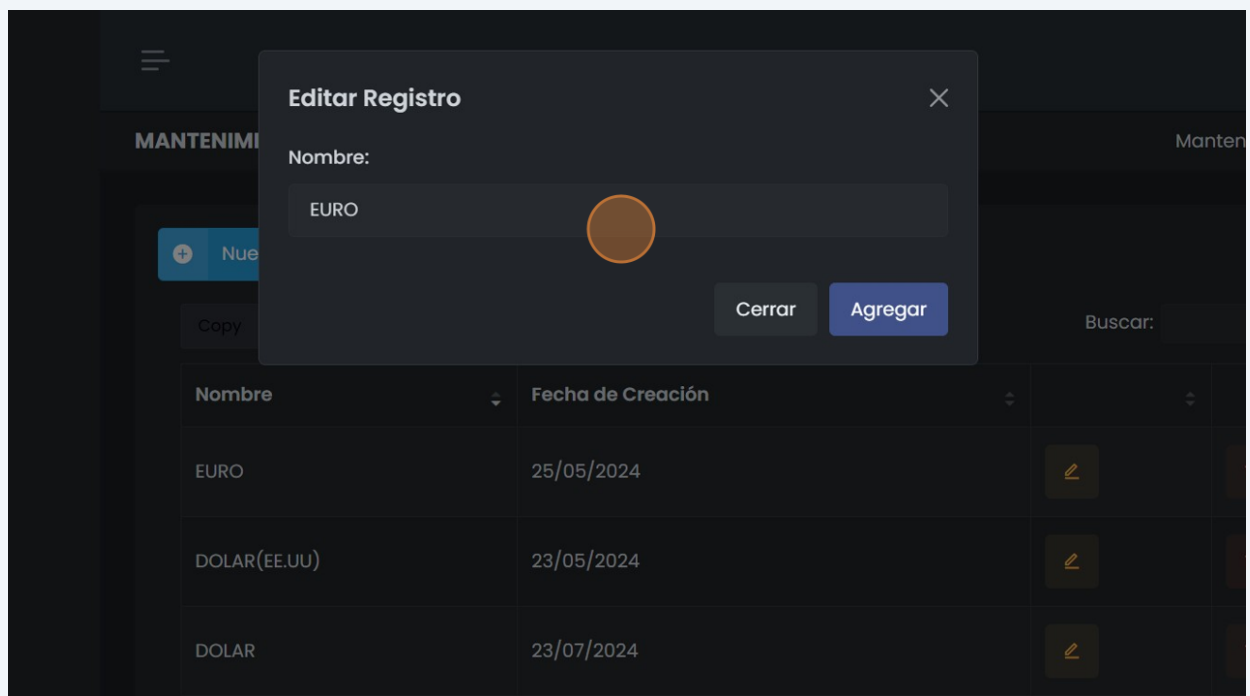 Editar Registro
MANTENIMI
Manten
Nombre:
EURO
Nue
Cerrar Agregar
Copy
Buscar:
Nombre Fecha de Creación
EURO 25/05/2024
DOLAR(EE.UU) 23/05/2024
DOLAR 23/07/2024